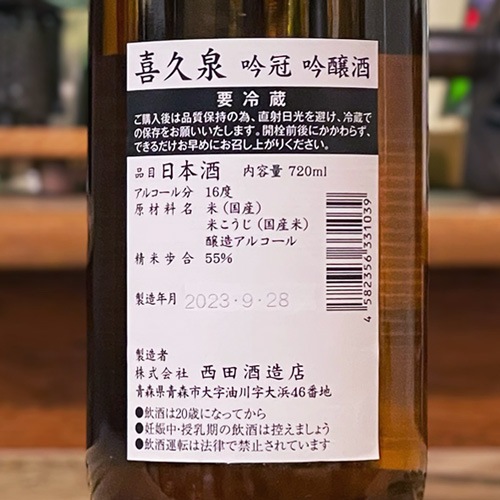 喜久泉 吟冠 吟醸酒
要冷蔵
ご購入後は品質保持の為、直射日光を避け、冷蔵で
の保存をお願いいたします。開栓前後にかかわらず、
できるだけお早めにお召し上がりください。
品目 日本酒 内容量 720ml
アルコール分 16度
原材料名 米(国産)
米こうじ(国産米)
醸造アルコール
精米歩合 55%
4582356331039
製造年月 2023・9・28
製造者
株式会社 西田酒造店
青森県青森市大字油川字大浜46番地
●飲酒は20歳になってから
●妊娠中・授乳期の飲酒は控えましょう
●飲酒運転は法律で禁止されています